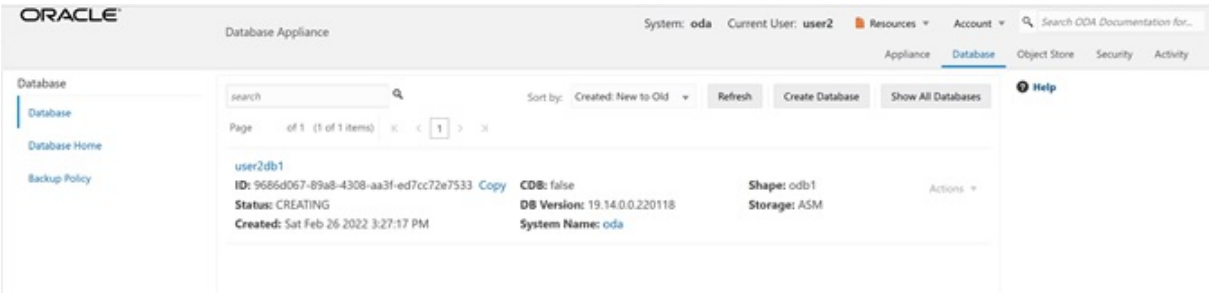 ORACLE
Database Appliance
System: oda Current User: user2 Resources Account Search ODA Documentation for...
Appliance Database Object Store Security Activity
Database
Database
Database Home
Backup Policy
search
Sort by: Created: New to Old Refresh Create Database Show All Databases
Page of 1 (1 of 1 items) 1
user2db1
ID: 9686d067-89a8-4308-aa3f-ed7cc72e7533 Copy CDB: false Shape: odb1 Actions
Status: CREATING DB Version: 19.14.0.0.220118 Storage: ASM
Created: Sat Feb 26 2022 3:27:17 PM System Name: oda
Help